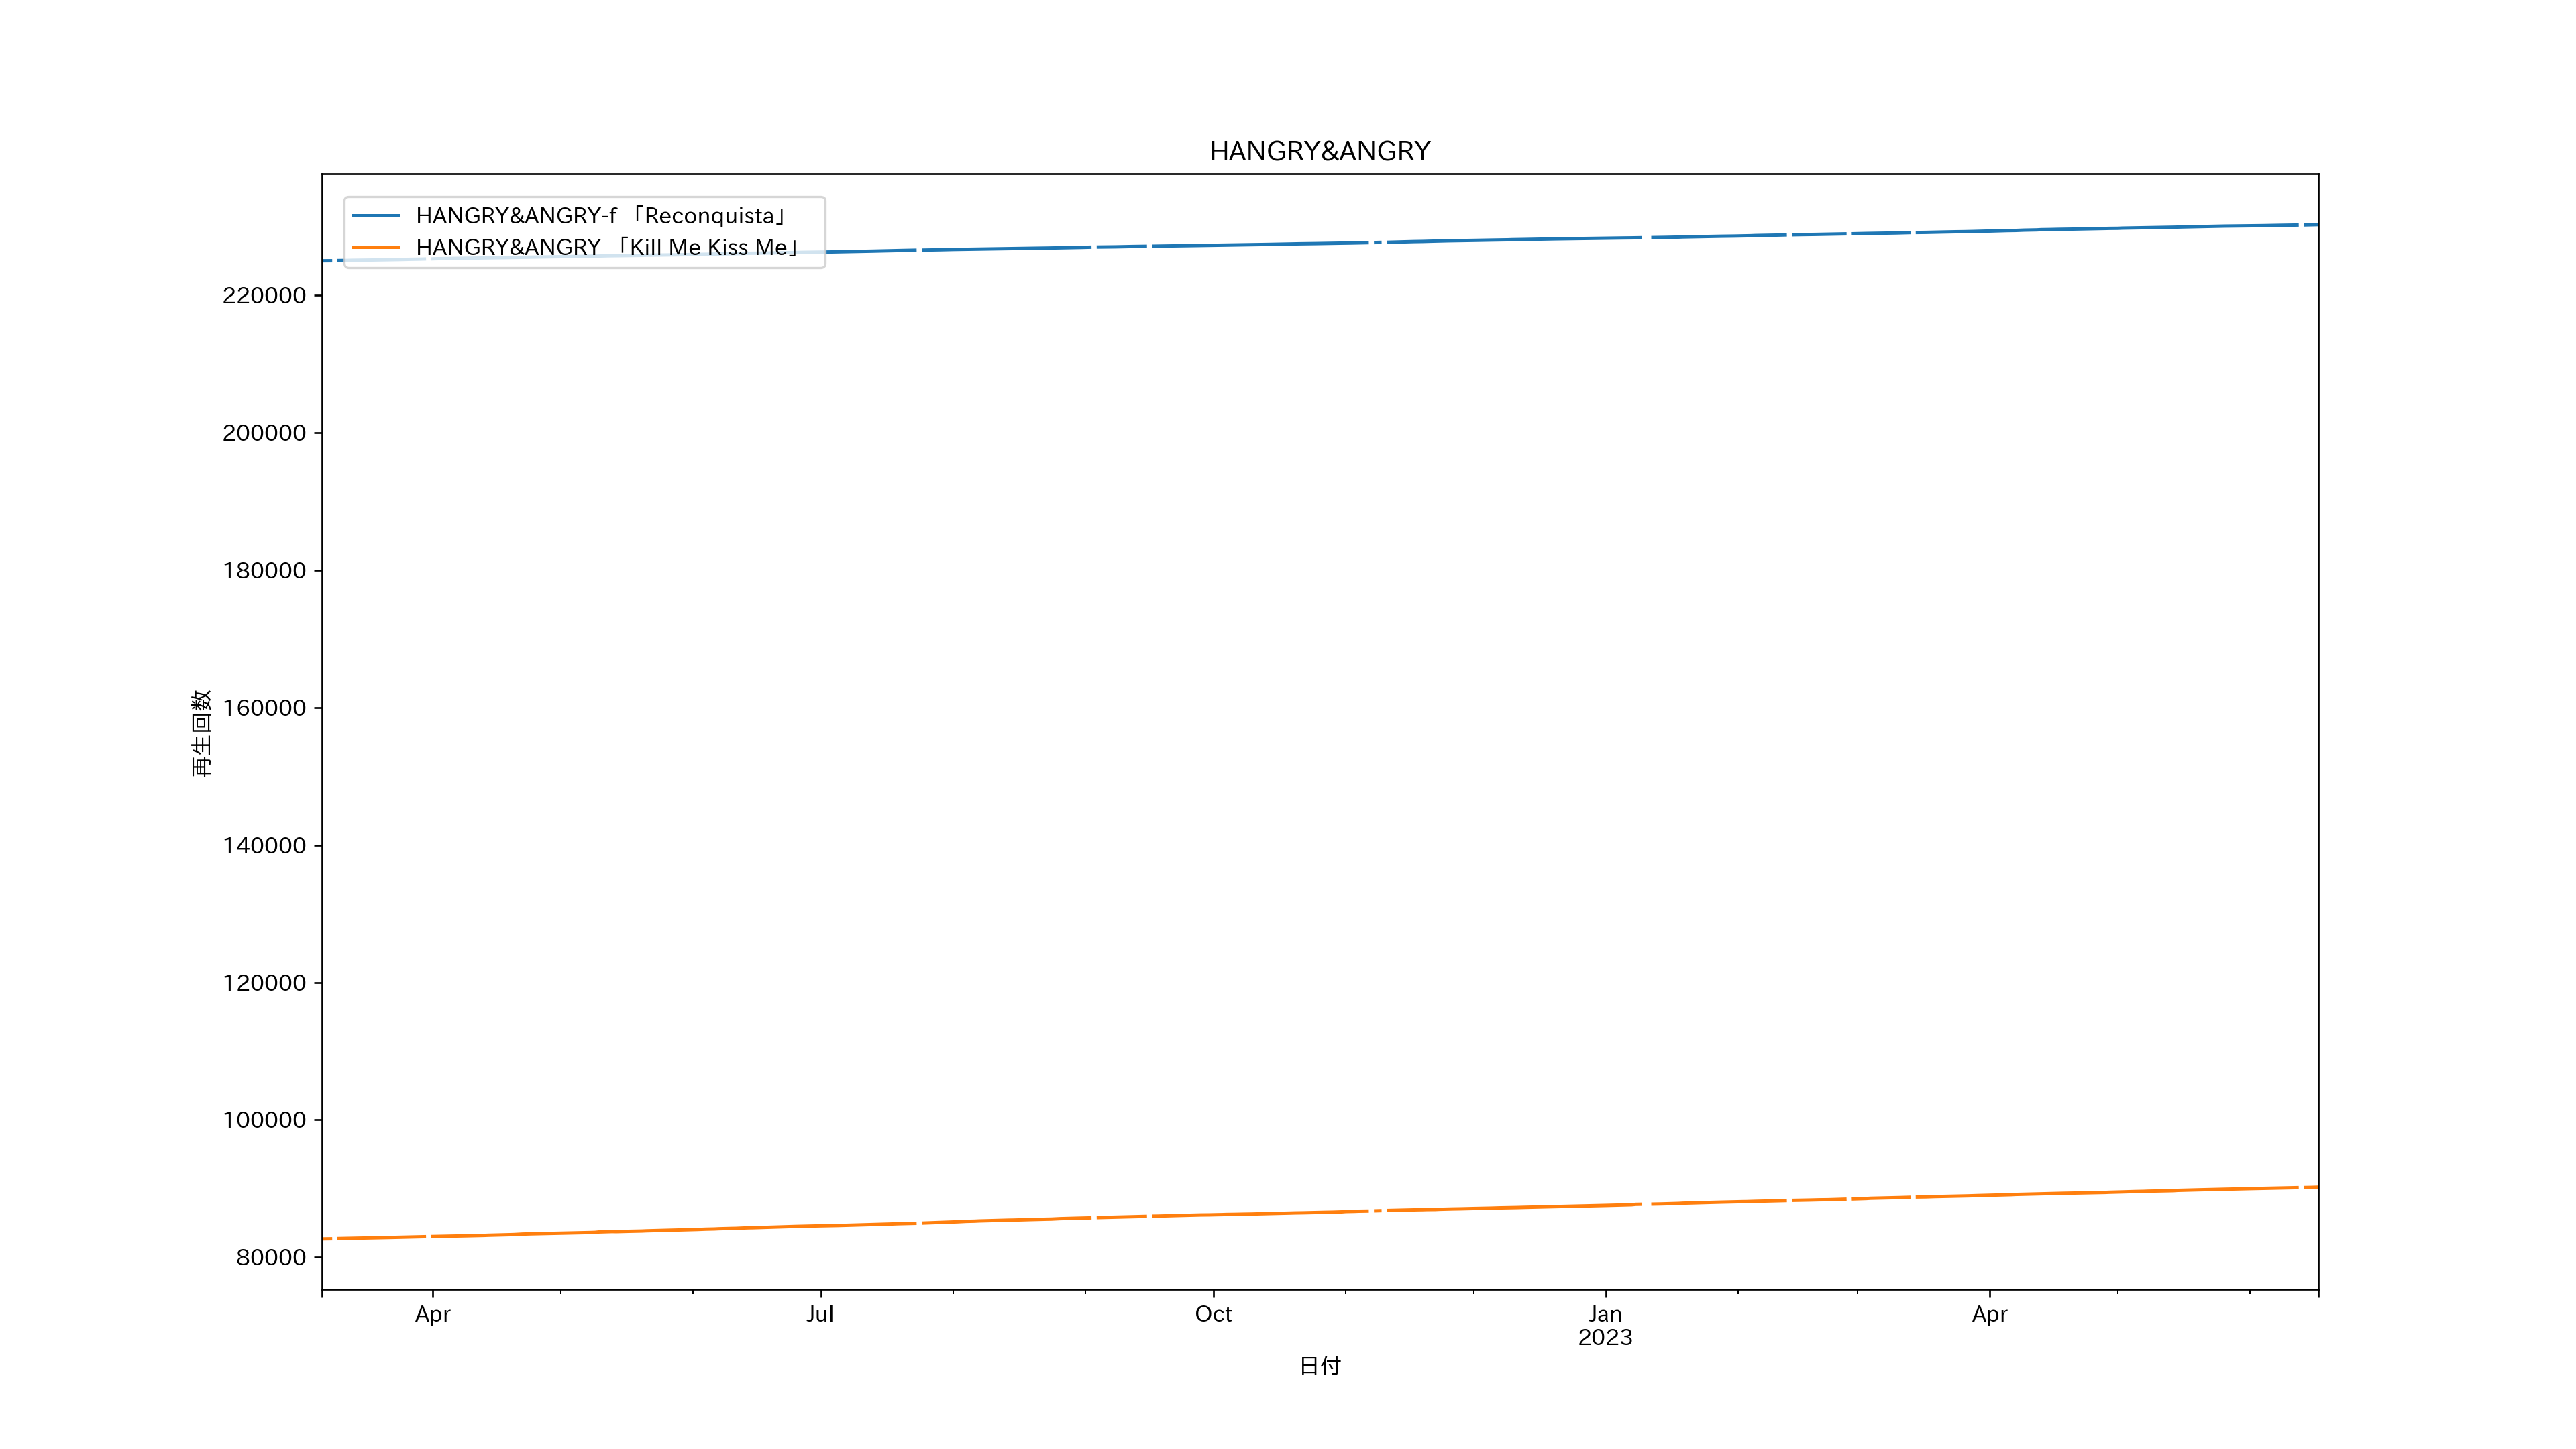 HANGRY&ANGRY
HANGRY&ANGRY-f 「Reconquista」
HANGRY&ANGRY 「Kill Me Kiss Me」
220000
200000
180000
160000
140000
120000
100000
80000
再生回数
Apr
Jul
Oct
Jan
2023
Apr
日付